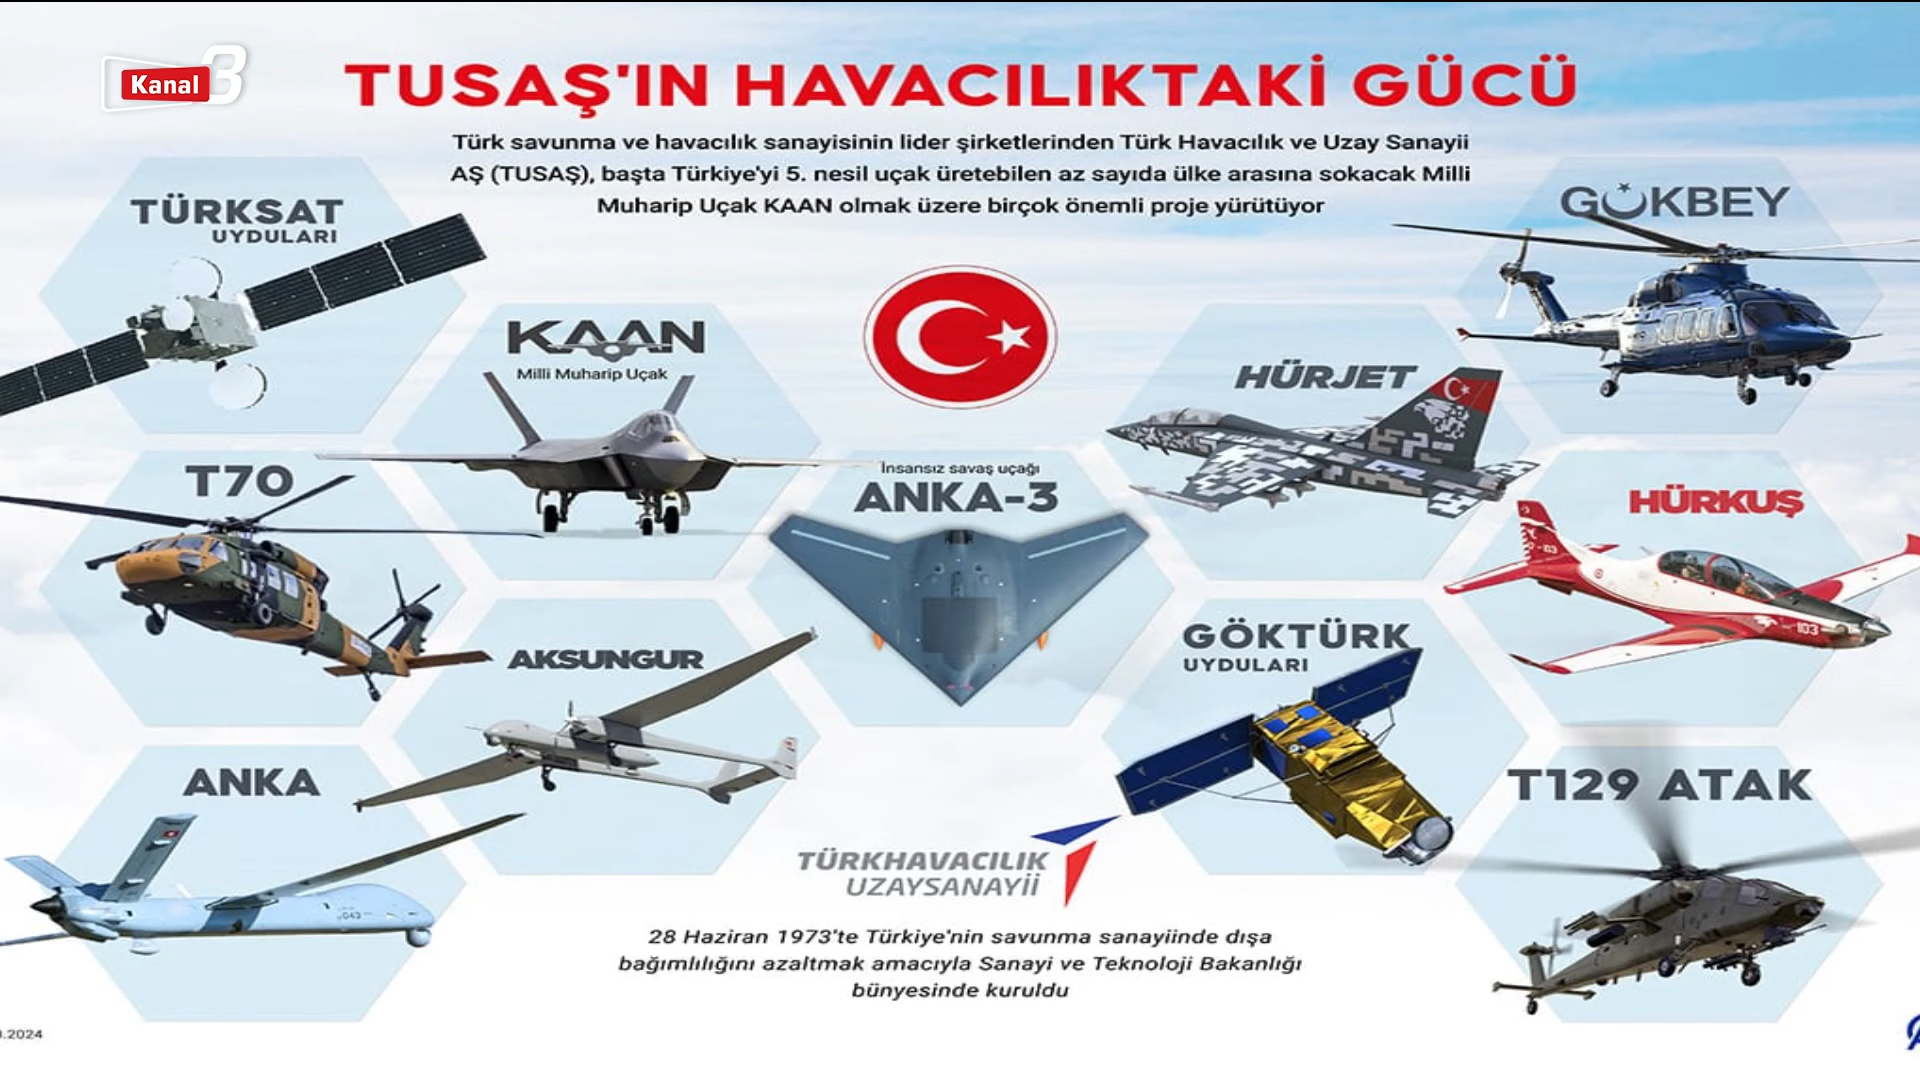 Kanal 3
TUSAŞ'IN HAVACILIKTAKİ GÜCÜ
Türk savunma ve havacılık sanayisinin lider şirketlerinden Türk Havacılık ve Uzay Sanayii
AŞ (TUSAŞ), başta Türkiye'yi 5. nesil uçak üretebilen az sayıda ülke arasına sokacak Milli
Muharip Uçak KAAN olmak üzere birçok önemli proje yürütüyor
TÜRKSAT
UYDULARI
GÖKBEY
KAAN
Milli Muharip Uçak
HÜRJET
T70
İnsansız savaş uçağı
ANKA-3
HÜRKUŞ
103
AKSUNGUR
GÖKTÜRK
UYDULARI
ANKA
043
T129 ATAK
TÜRKHAVACILIK
UZAYSANAYİİ
28 Haziran 1973'te Türkiye'nin savunma sanayiinde dışa
bağımlılığını azaltmak amacıyla Sanayi ve Teknoloji Bakanlığı
bünyesinde kuruldu
.2024